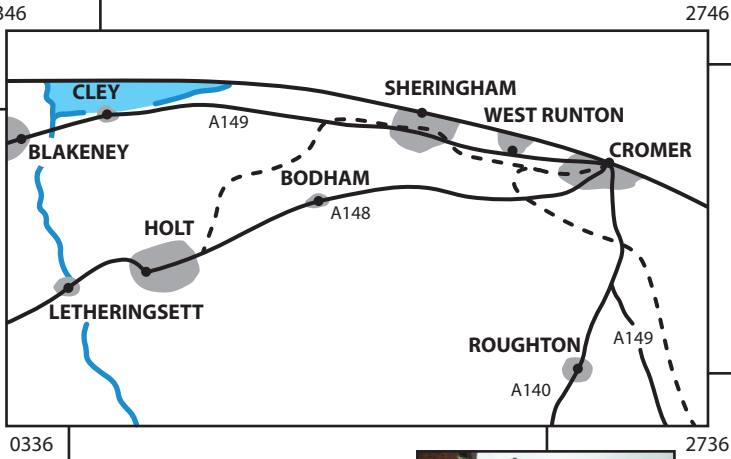 346
2746
CLEY
SHERINGHAM
A149
WEST RUNTON
BLAKENEY
CROMER
BODHAM
A148
HOLT
LETHERINGSETT
ROUGHTON
A149
A140
0336
2736